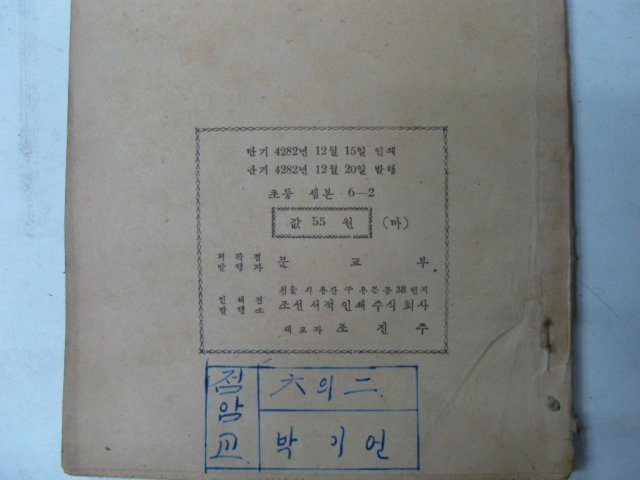 단기 4282년 12월 15일 인쇄
단기 4282년 12월 20일 발행
초등 셈본 6—2
값 55 원 (마)
저작겸
발행자 문 교 부
서울 시 용산 구 용문 동 38 번지
인쇄겸
발행소 조선 서적 인쇄 주식 회사
대표자 조 진 주
점암교
六 의 二
박 기 언